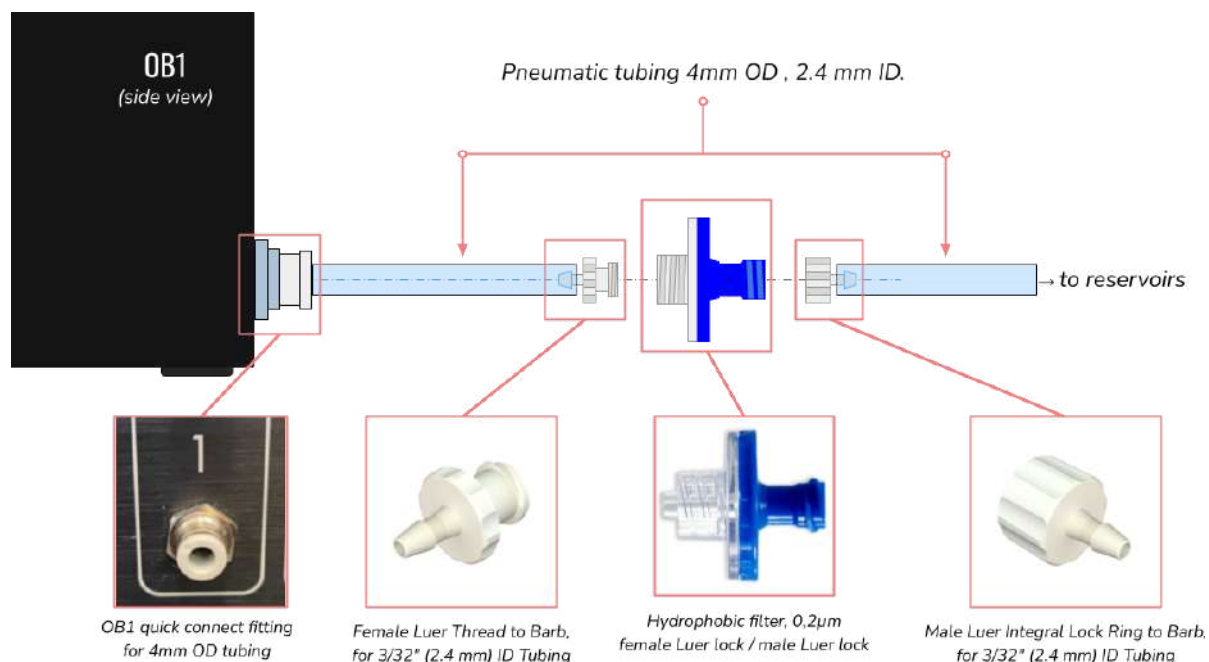 OB1
(side view)
Pneumatic tubing 4mm OD , 2.4 mm ID.
→ to reservoirs
1
OB1 quick connect fitting
for 4mm OD tubing
Female Luer Thread to Barb,
for 3/32" (2.4 mm) ID Tubing
Hydrophobic filter, 0,2µm
female Luer lock / male Luer lock
Male Luer Integral Lock Ring to Barb,
for 3/32" (2.4 mm) ID Tubing